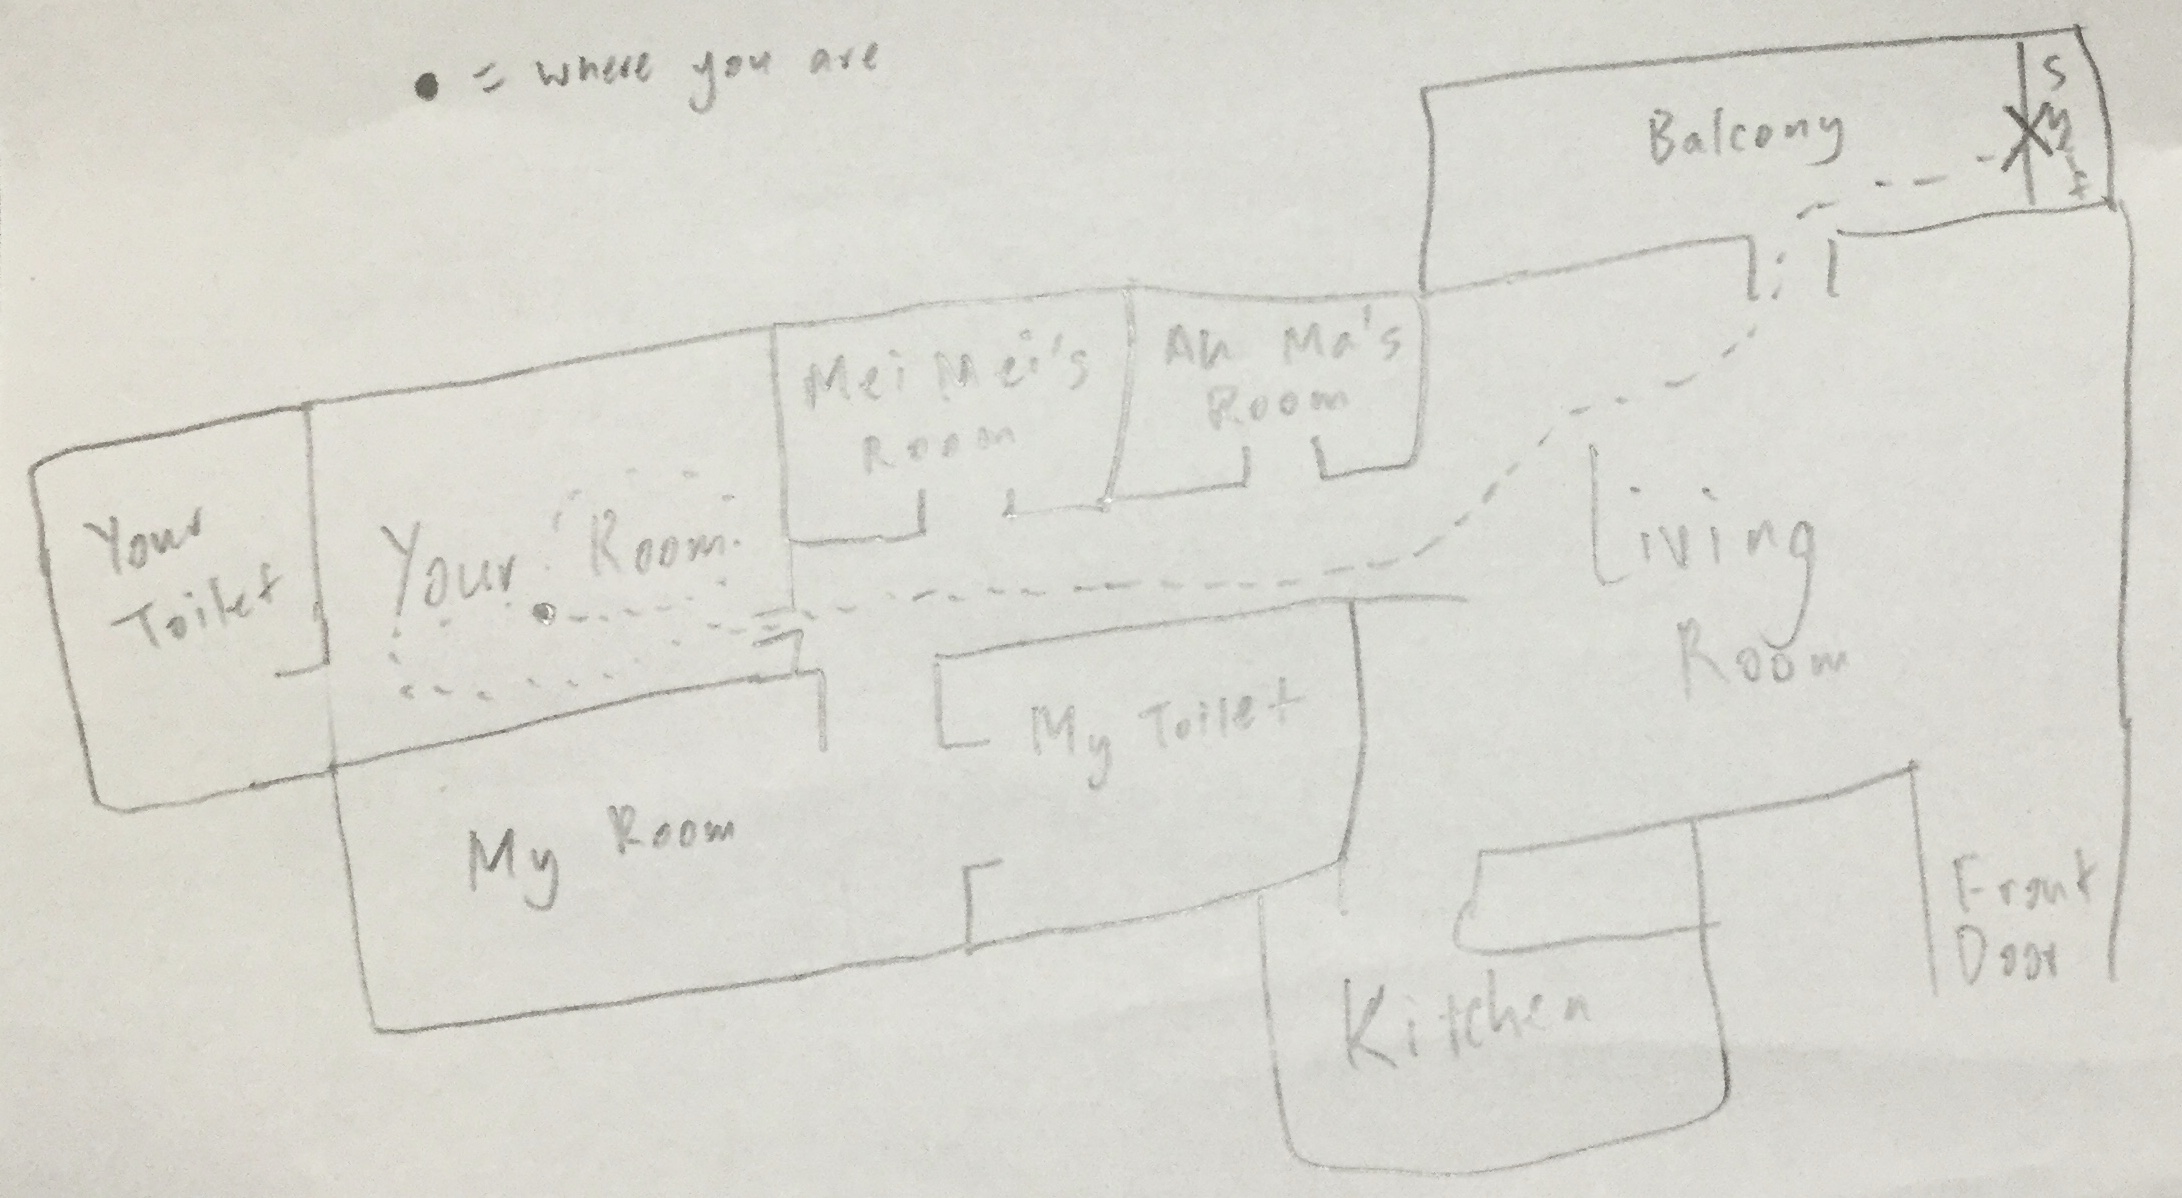 • = where you are
Balcony
Mei Mei's
Room
Ah Ma's
Room
Your
Toilet
Your Room
Living
Room
My Toilet
My Room
Kitchen
Front
Door